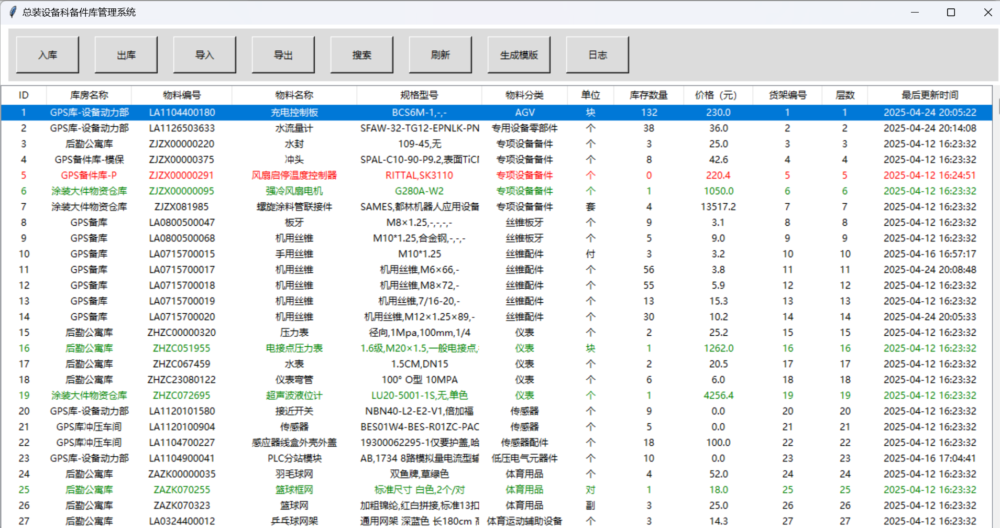 总装设备科备件库管理系统
入库 出库 导入 导出 搜索 刷新 生成模版 日志
ID 库房名称 物料编号 物料名称 规格型号 物料分类 单位 库存数量 价格（元） 货架编号 层数 最后更新时间
1 GPS库-设备动力部 LA1104400180 充电控制板 BCS6M-1,-,- AGV 块 132 230.0 1 1 2025-04-24 20:05:22
2 GPS库-设备动力部 LA1126503633 水流量计 SFAW-32-TG12-EPNLK-PN 专用设备零部件 个 38 36.0 2 2 2025-04-24 20:14:08
3 后勤公寓库 ZJZX00000220 水封 109-45,无 专项设备备件 个 3 25.0 3 3 2025-04-12 16:23:32
4 GPS备件库-模保 ZJZX00000375 冲头 SPAL-C10-90-P9.2,表面TiCN 专项设备备件 个 8 42.6 4 4 2025-04-12 16:23:32
5 GPS备件库-P ZJZX00000291 风扇启停温度控制器 RITTAL,SK3110 专项设备备件 个 0 220.4 5 5 2025-04-12 16:24:51
6 涂装大件物资仓库 ZJZX00000095 强冷风扇电机 G280A-W2 专项设备备件 个 1 1050.0 6 6 2025-04-12 16:23:32
7 涂装大件物资仓库 ZJZX081985 螺旋涂料管联接件 SAMES,都林机器人应用设备 专项设备备件 套 4 13517.2 7 7 2025-04-12 16:23:32
8 GPS备库 LA0800500047 板牙 M8×1.25,-,-,-,- 丝锥板牙 个 9 3.1 8 8 2025-04-12 16:23:32
9 GPS备库 LA0800500068 机用丝锥 M10*1.25,合金钢,-,-,- 丝锥板牙 个 5 9.0 9 9 2025-04-12 16:23:32
10 GPS备库 LA0715700015 手用丝锥 M10*1.25 丝锥配件 付 3 3.2 10 10 2025-04-16 16:57:17
11 GPS备库 LA0715700017 机用丝锥 机用丝锥,M6×66,- 丝锥配件 个 56 3.8 11 11 2025-04-24 20:08:48
12 GPS备库 LA0715700018 机用丝锥 机用丝锥,M8×72,- 丝锥配件 个 55 5.9 12 12 2025-04-12 16:23:32
13 GPS备库 LA0715700019 机用丝锥 机用丝锥,7/16-20,- 丝锥配件 个 13 15.3 13 13 2025-04-12 16:23:32
14 GPS备库 LA0715700020 机用丝锥 机用丝锥,M12×1.25×89,- 丝锥配件 个 30 10.2 14 14 2025-04-24 20:05:33
15 后勤公寓库 ZHZC00000320 压力表 径向,1Mpa,100mm,1/4 仪表 个 2 25.2 15 15 2025-04-12 16:23:32
16 后勤公寓库 ZHZC051955 电接点压力表 1.6级,M20×1.5,一般电接点, 仪表 块 1 1262.0 16 16 2025-04-12 16:23:32
17 后勤公寓库 ZHZC067459 水表 1.5CM,DN15 仪表 个 2 20.5 17 17 2025-04-12 16:23:32
18 后勤公寓库 ZHZC23080122 仪表弯管 100° O型 10MPA 仪表 个 6 6.0 18 18 2025-04-12 16:23:32
19 涂装大件物资仓库 ZHZC072695 超声波液位计 LU20-5001-1S,无,单色 仪表 个 1 4256.4 19 19 2025-04-12 16:23:32
20 GPS库-设备动力部 LA1120101580 接近开关 NBN40-L2-E2-V1,倍加福 传感器 个 9 0.0 20 20 2025-04-12 16:23:32
21 GPS库冲压车间 LA1120100904 传感器 BES01W4-BES-R01ZC-PAC 传感器 个 5 0.0 21 21 2025-04-12 16:23:32
22 GPS库冲压车间 LA1104700227 感应器线盒外壳外盖 19300062295-1仅要护盖,哈 传感器配件 个 18 100.0 22 22 2025-04-12 16:23:32
23 GPS库-设备动力部 LA1104900041 PLC分站模块 AB,1734 8路模拟量电流型输 低压电气元器件 个 10 0.0 23 23 2025-04-16 17:04:41
24 后勤公寓库 ZAZK00000035 羽毛球网 双鱼牌,草绿色 体育用品 个 4 52.0 24 24 2025-04-12 16:23:32
25 后勤公寓库 ZAZK070255 篮球框网 标准尺寸 白色,2个/对 体育用品 对 1 18.0 25 25 2025-04-12 16:23:32
26 后勤公寓库 ZAZK070323 篮球网 加粗锦纶,红白拼接,标准13扣 体育用品 副 3 25.0 26 26 2025-04-12 16:23:32
27 后勤公寓库 LA0324400012 乒乓球网架 通用网架 深蓝色 长180cm 体育运动辅助设备 个 3 14.3 27 27 2025-04-12 16:23:32